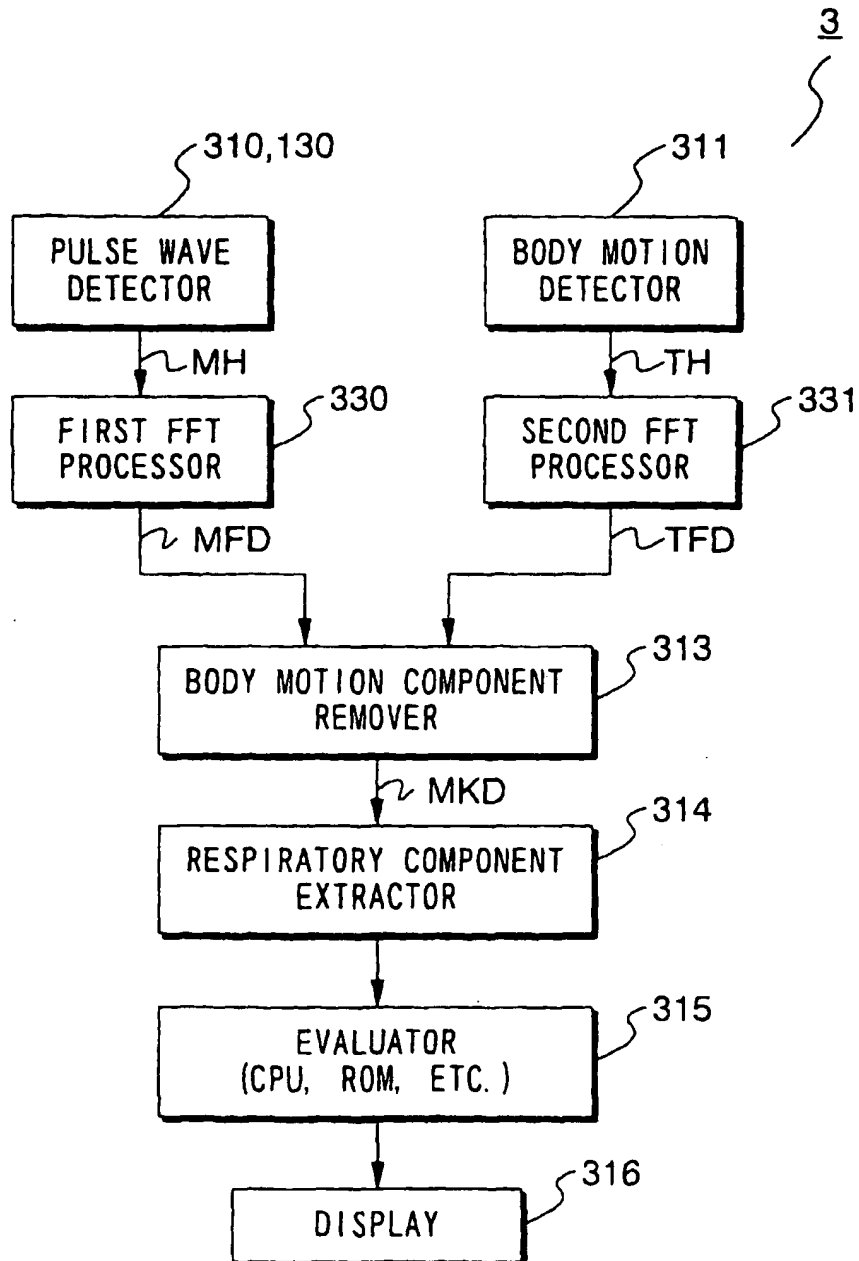 3
310,130
311
PULSE WAVE
DETECTOR
BODY MOTION
DETECTOR
MH
TH
330
331
FIRST FFT
PROCESSOR
SECOND FFT
PROCESSOR
MFD
TFD
313
BODY MOTION COMPONENT
REMOVER
MKD
314
RESPIRATORY COMPONENT
EXTRACTOR
315
EVALUATOR
(CPU, ROM, ETC.)
316
DISPLAY